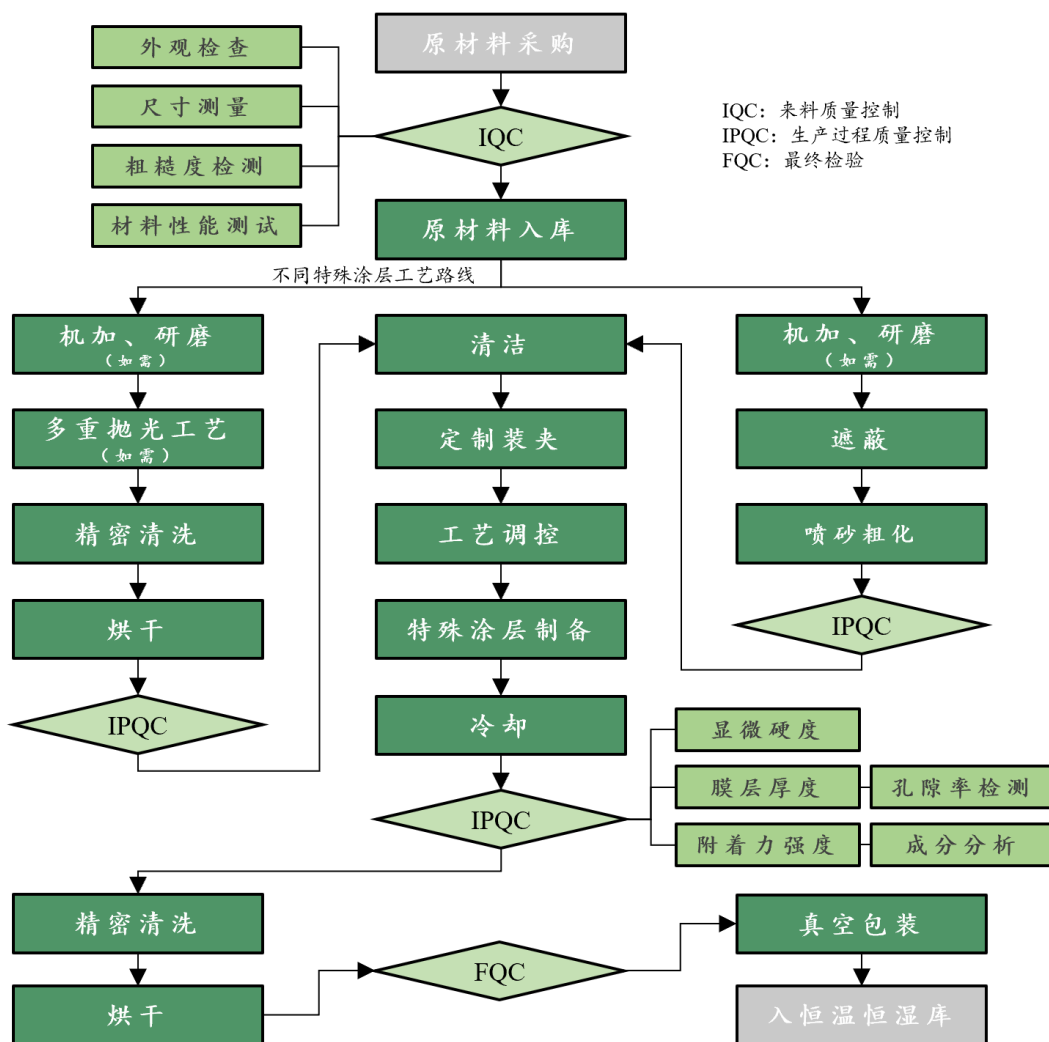 原材料采购
外观检查
尺寸测量
粗糙度检测
材料性能测试
IQC
IQC：来料质量控制
IPQC：生产过程质量控制
FQC：最终检验
原材料入库
不同特殊涂层工艺路线
机加、研磨
（如需）
多重抛光工艺
（如需）
精密清洗
烘干
IPQC
清洁
定制装夹
工艺调控
特殊涂层制备
冷却
IPQC
机加、研磨
（如需）
遮蔽
喷砂粗化
IPQC
显微硬度
膜层厚度
孔隙率检测
附着力强度
成分分析
精密清洗
烘干
FQC
真空包装
入恒温恒湿库